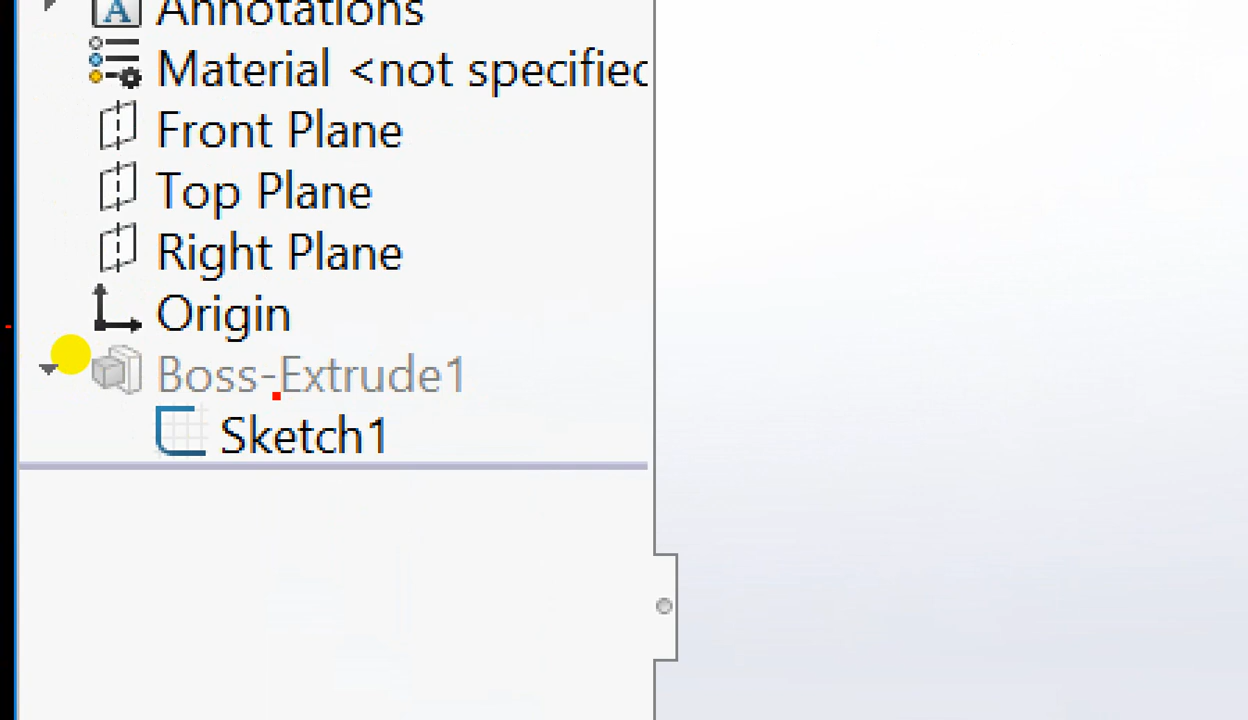 Annotations
Material <not specified
Front Plane
Top Plane
Right Plane
Origin
Boss-Extrude1
Sketch1